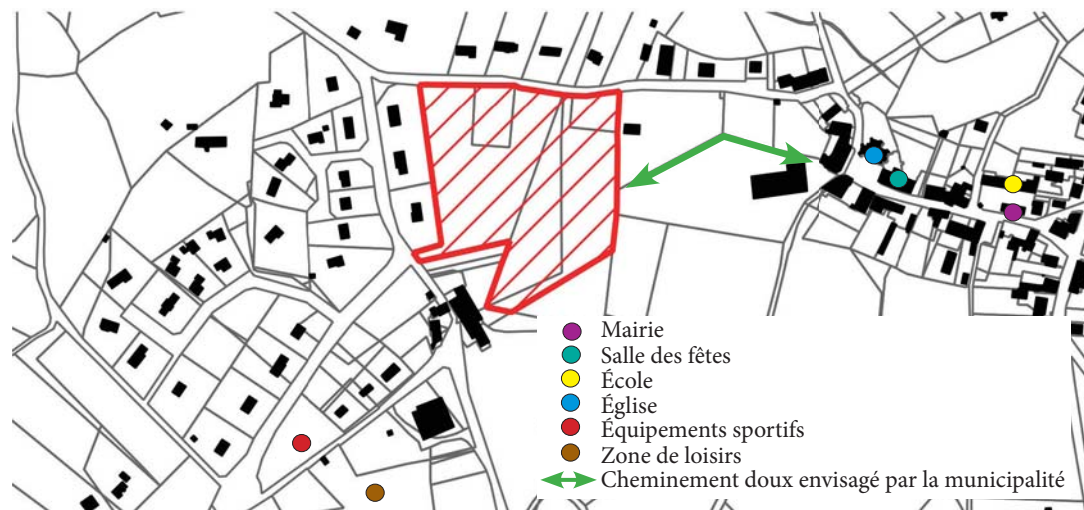 Mairie
Salle des fêtes
École
Église
Équipements sportifs
Zone de loisirs
Cheminement doux envisagé par la municipalité